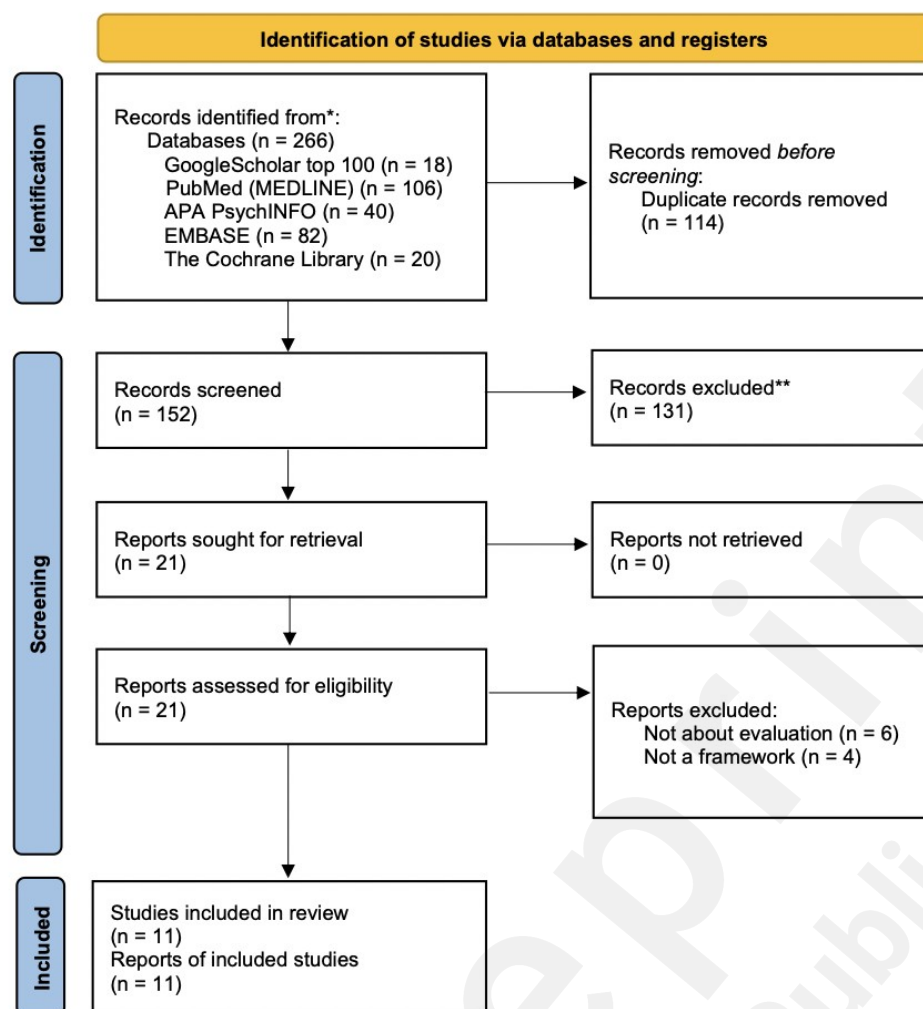 Identification of studies via databases and registers
Identification
Records identified from*:
Databases (n = 266)
GoogleScholar top 100 (n = 18)
PubMed (MEDLINE) (n = 106)
APA PsychINFO (n = 40)
EMBASE (n = 82)
The Cochrane Library (n = 20)
Records removed before
screening:
Duplicate records removed
(n = 114)
Screening
Records screened
(n = 152)
Records excluded**
(n = 131)
Reports sought for retrieval
(n = 21)
Reports not retrieved
(n = 0)
Reports assessed for eligibility
(n = 21)
Reports excluded:
Not about evaluation (n = 6)
Not a framework (n = 4)
Included
Studies included in review
(n = 11)
Reports of included studies
(n = 11)